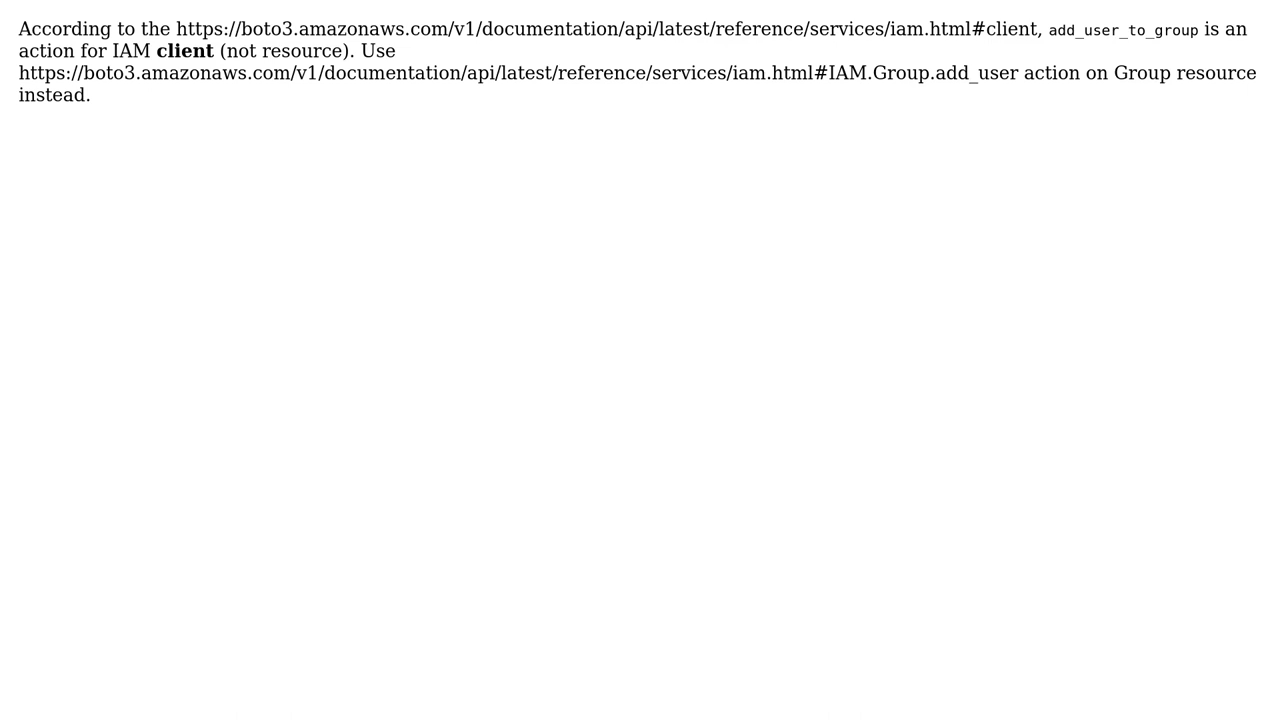 According to the https://boto3.amazonaws.com/v1/documentation/api/latest/reference/services/iam.html#client, add_user_to_group is an
action for IAM client (not resource). Use
https://boto3.amazonaws.com/v1/documentation/api/latest/reference/services/iam.html#IAM.Group.add_user action on Group resource
instead.